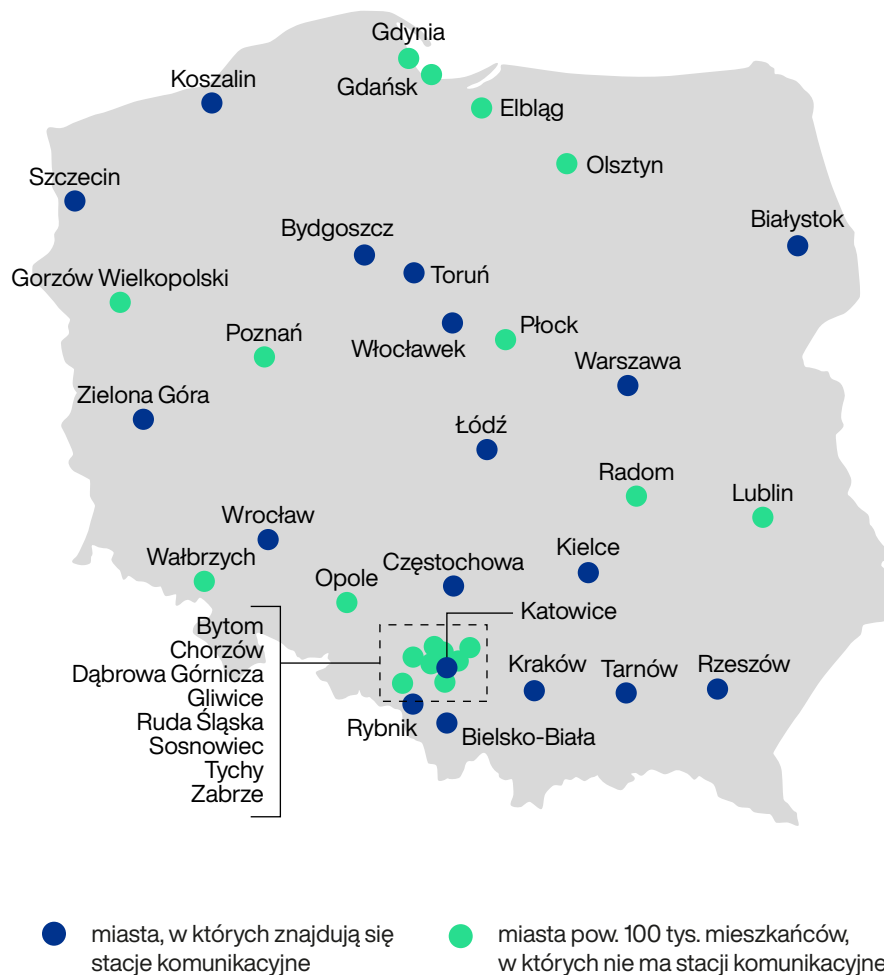 Gdynia
Gdańsk
Koszalin
Elbląg
Olsztyn
Szczecin
Białystok
Bydgoszcz
Toruń
Gorzów Wielkopolski
Włocławek
Płock
Poznań
Warszawa
Zielona Góra
Łódź
Radom
Lublin
Wrocław
Kielce
Wałbrzych
Opole
Częstochowa
Katowice
Bytom
Chorzów
Dąbrowa Górnicza
Gliwice
Ruda Śląska
Sosnowiec
Tychy
Zabrze
Kraków
Tarnów
Rzeszów
Rybnik
Bielsko-Biała
miasta, w których znajdują się
stacje komunikacyjne
miasta pow. 100 tys. mieszkańców,
w których nie ma stacji komunikacyjne